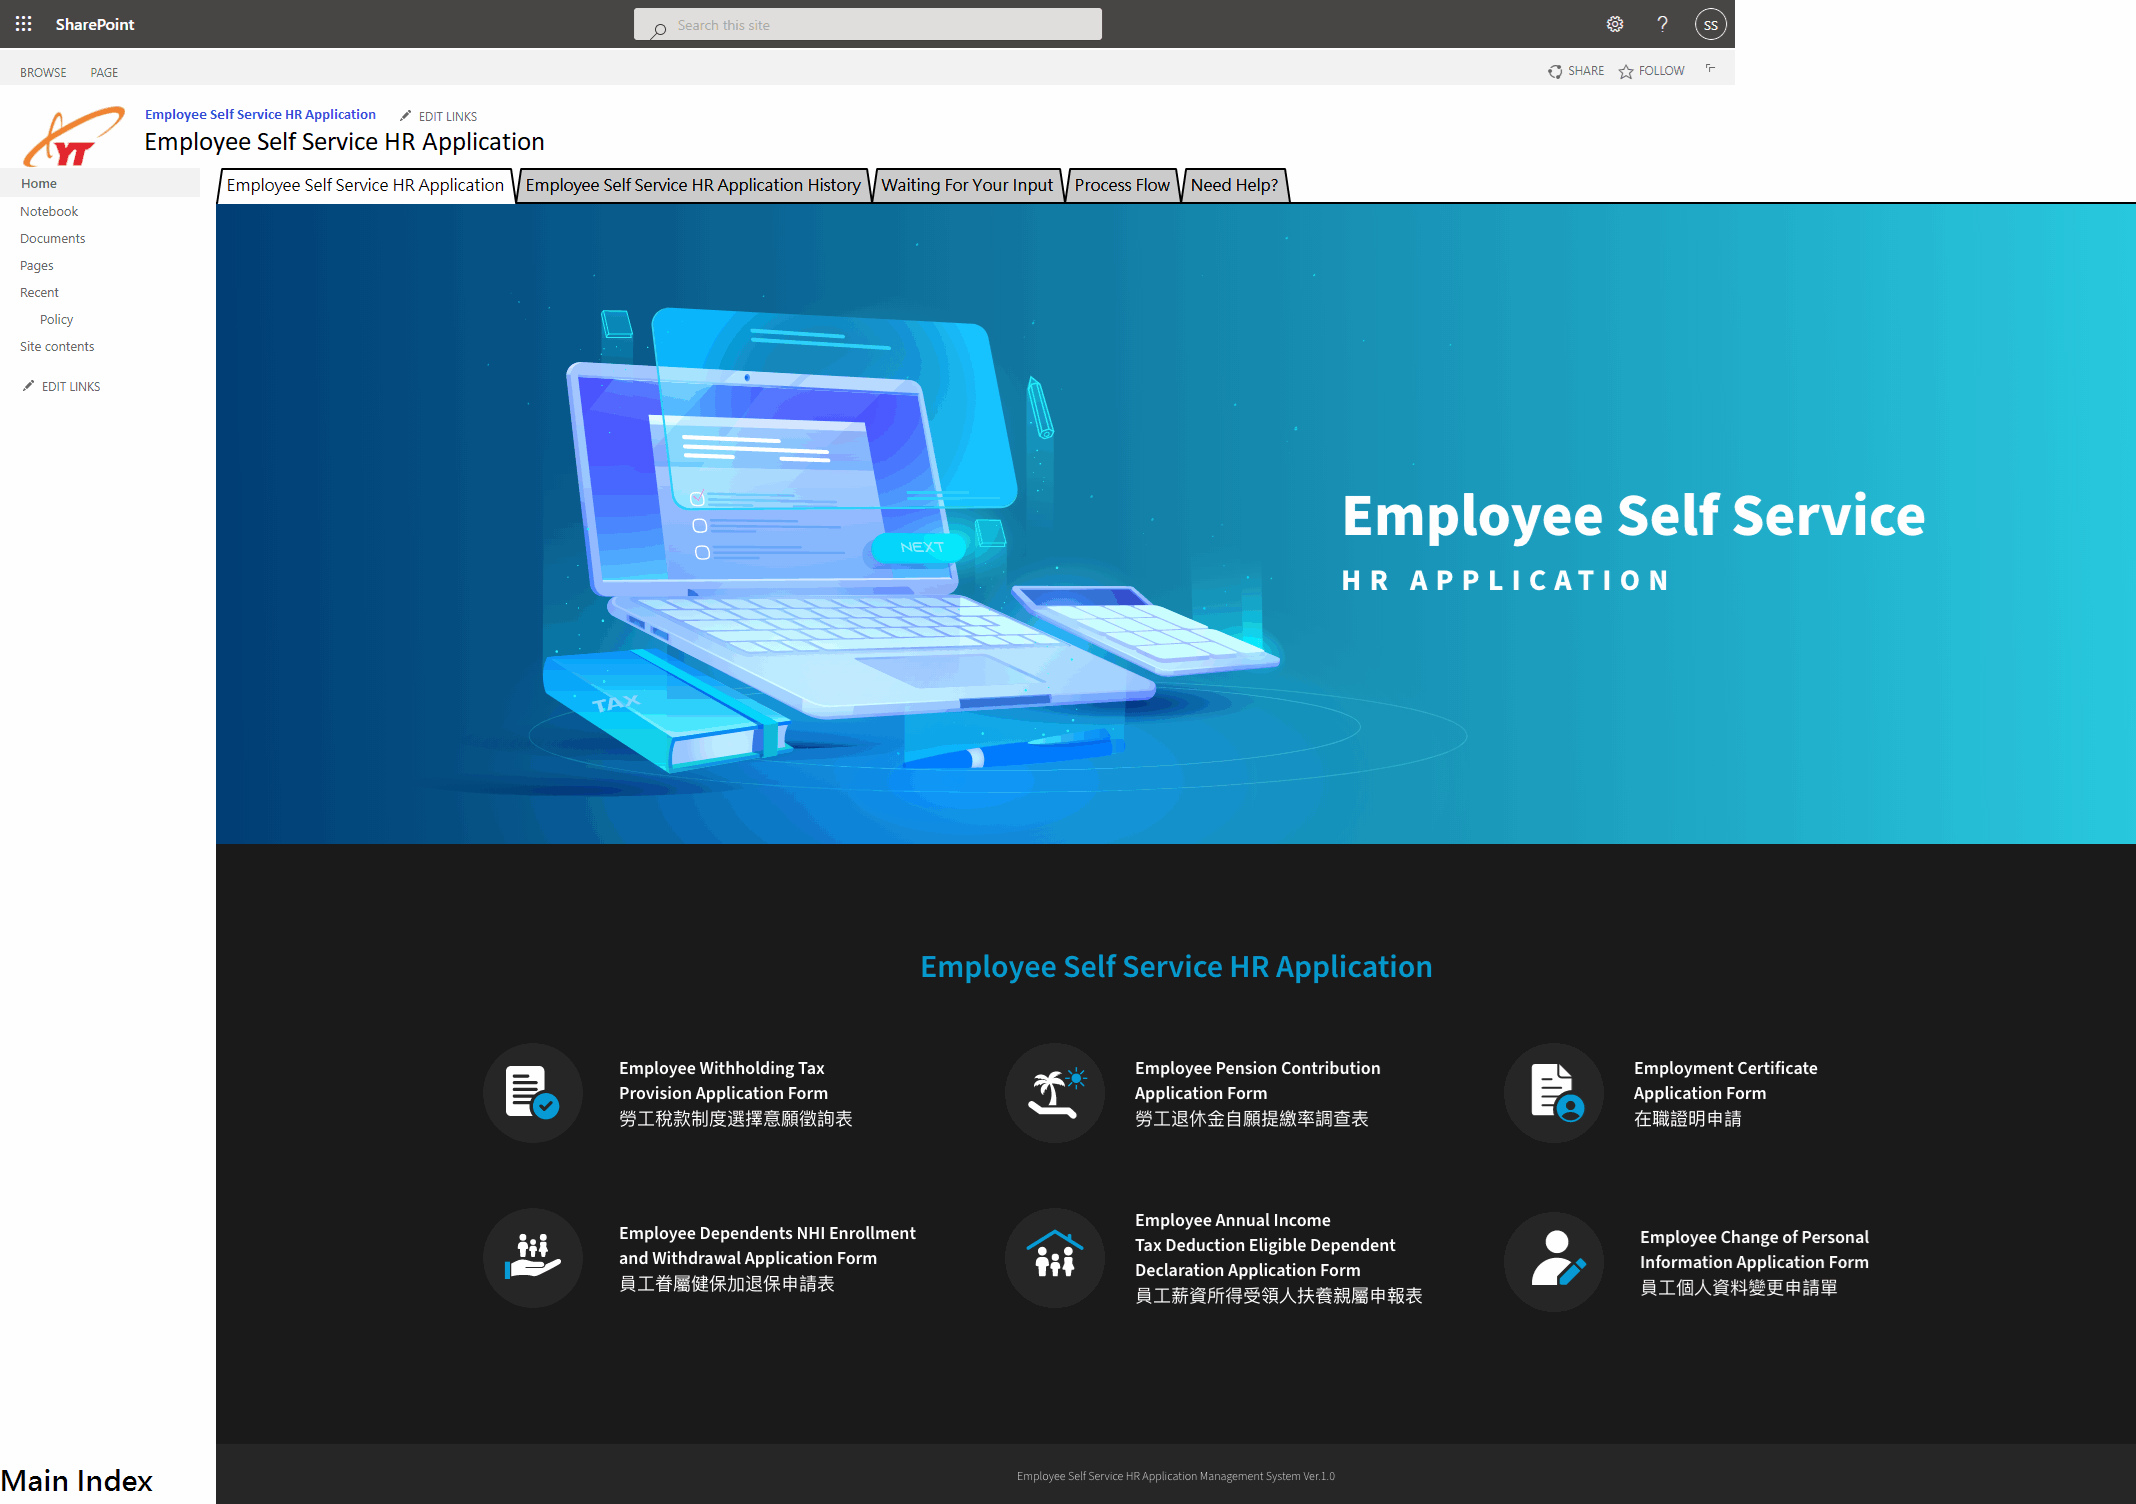 SharePoint
Search this site
?
SS
BROWSE
PAGE
SHARE
FOLLOW
YT
Employee Self Service HR Application
EDIT LINKS
Employee Self Service HR Application
Home
Notebook
Documents
Pages
Recent
Policy
Site contents
EDIT LINKS
Employee Self Service HR Application
Employee Self Service HR Application History
Waiting For Your Input
Process Flow
Need Help?
NEXT
TAX
Employee Self Service
HR APPLICATION
Employee Self Service HR Application
Employee Withholding Tax
Provision Application Form
勞工稅款制度選擇意願徵詢表
Employee Pension Contribution
Application Form
勞工退休金自願提繳率調查表
Employment Certificate
Application Form
在職證明申請
Employee Dependents NHI Enrollment
and Withdrawal Application Form
員工眷屬健保加退保申請表
Employee Annual Income
Tax Deduction Eligible Dependent
Declaration Application Form
員工薪資所得受領人扶養親屬申報表
Employee Change of Personal
Information Application Form
員工個人資料變更申請單
Main Index
Employee Self Service HR Application Management System Ver.1.0